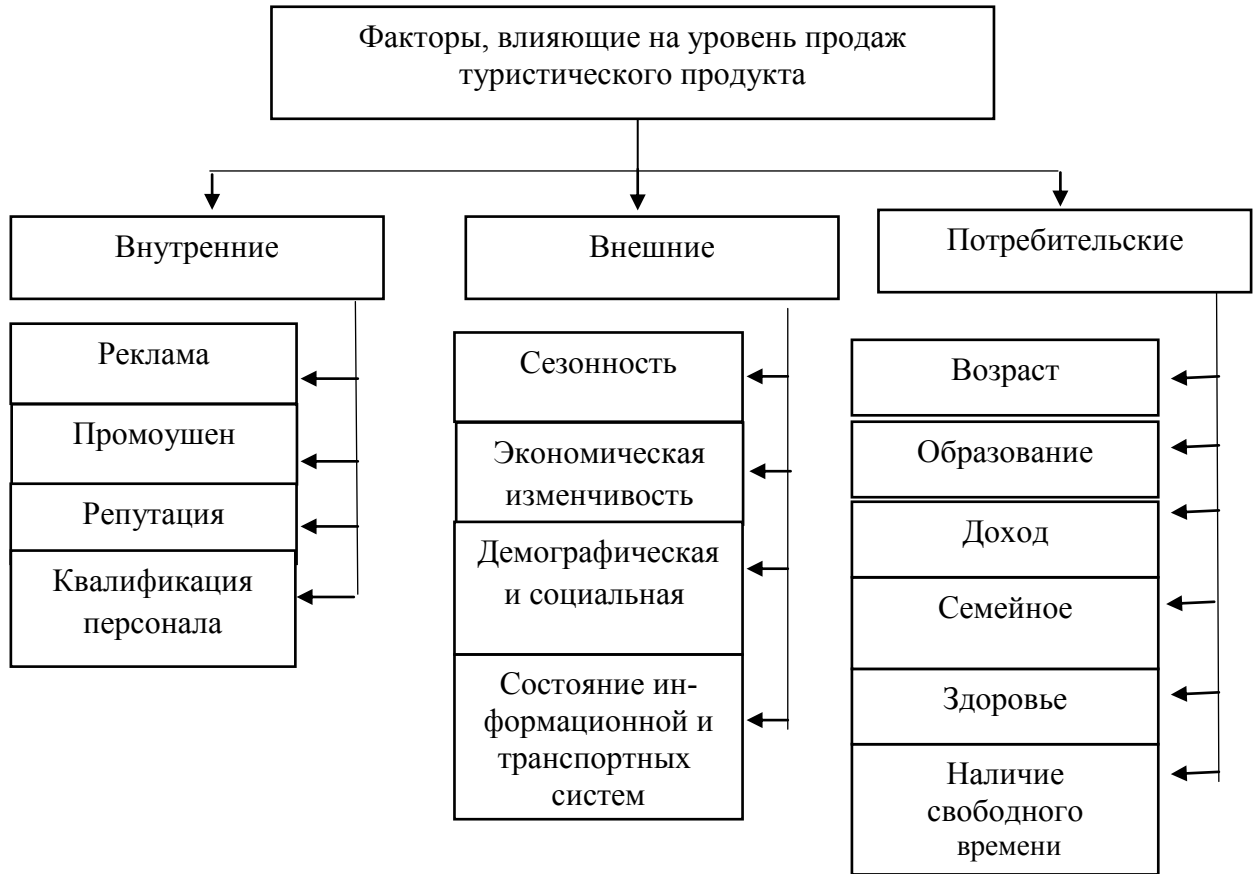 Факторы, влияющие на уровень продаж
туристического продукта
Внутренние
Внешние
Потребительские
Реклама
Промоушен
Репутация
Квалификация
персонала
Сезонность
Экономическая
изменчивость
Демографическая
и социальная
Состояние ин-
формационной и
транспортных
систем
Возраст
Образование
Доход
Семейное
Здоровье
Наличие
свободного
времени